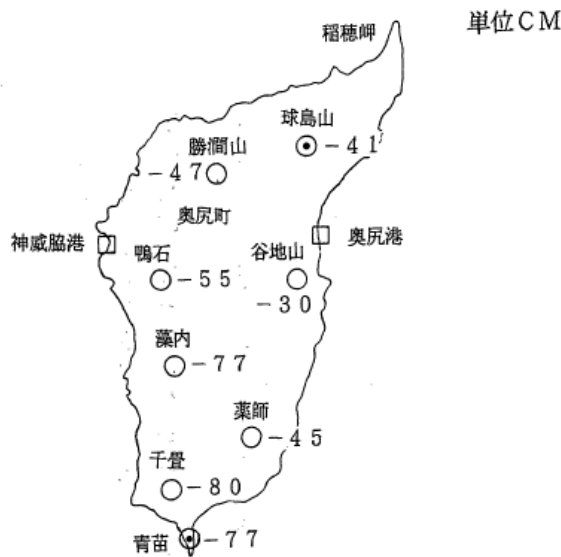 単位CM
稲穂岬
球島山
－41
勝澗山
－47
奥尻町
神威脇港
奥尻港
鴨石
－55
谷地山
－30
藻内
－77
薬師
－45
千畳
－80
青苗
－77